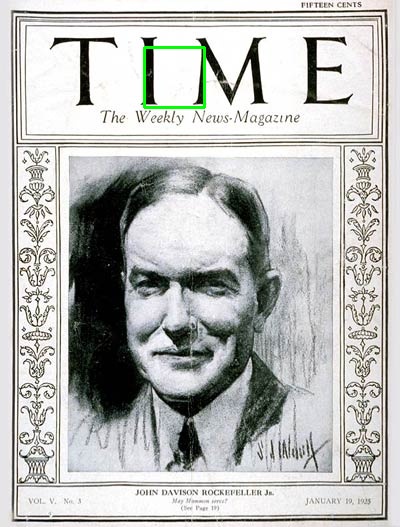 FIFTEEN CENTS
TIME
The Weekly News-Magazine
JOHN DAVISON ROCKEFELLER Jr.
VOL. V. No. 3
May Mammon serve?
JANUARY 19, 1925
(See Page 19)